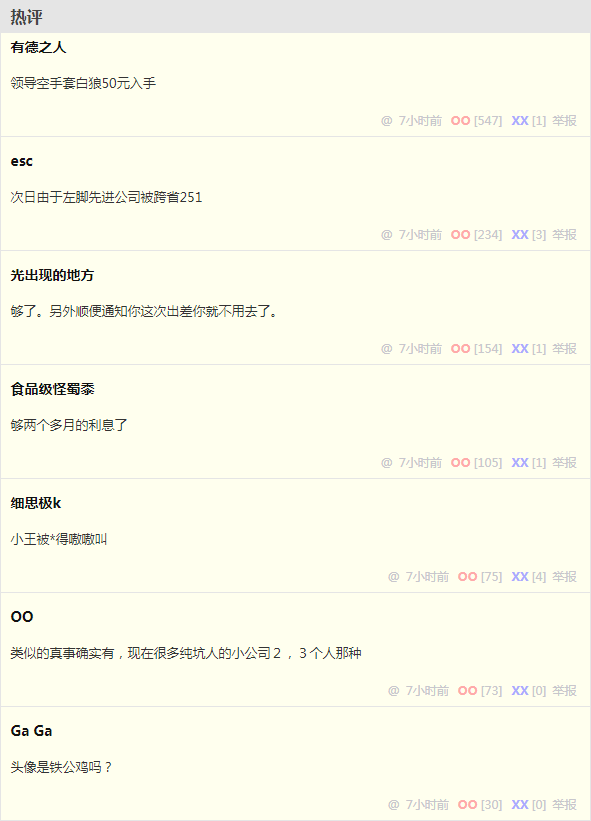 热评
有德之人
领导空手套白狼50元入手
@ 7小时前 OO [547] XX [1] 举报
esc
次日由于左脚先进公司被跨省251
@ 7小时前 OO [234] XX [3] 举报
光出现的地方
够了。另外顺便通知你这次出差你就不用去了。
@ 7小时前 OO [154] XX [1] 举报
食品级怪蜀黍
够两个多月的利息了
@ 7小时前 OO [105] XX [1] 举报
细思极k
小王被*得嗷嗷叫
@ 7小时前 OO [75] XX [4] 举报
OO
类似的真事确实有，现在很多纯坑人的小公司２，３个人那种
@ 7小时前 OO [73] XX [0] 举报
Ga Ga
头像是铁公鸡吗？
@ 7小时前 OO [30] XX [0] 举报